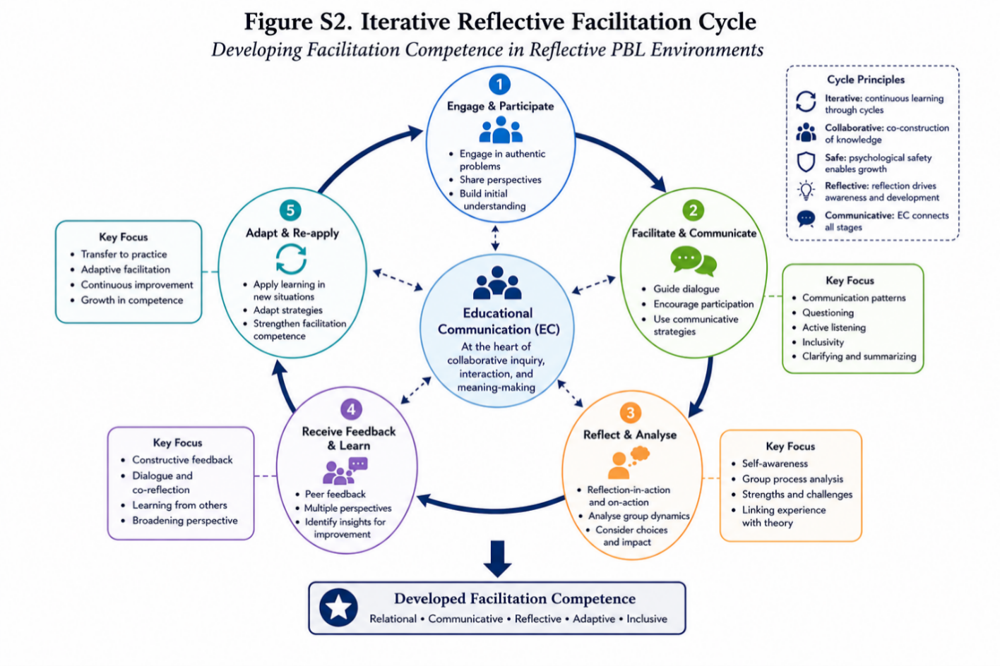 Figure S2. Iterative Reflective Facilitation Cycle
Developing Facilitation Competence in Reflective PBL Environments
1
Engage & Participate
• Engage in authentic
problems
• Share perspectives
• Build initial
understanding
Cycle Principles
Iterative: continuous learning
through cycles
Collaborative: co-construction
of knowledge
Safe: psychological safety
enables growth
Reflective: reflection drives
awareness and development
Communicative: EC connects
all stages
2
Facilitate & Communicate
• Guide dialogue
• Encourage participation
• Use communicative
strategies
Key Focus
• Communication patterns
• Questioning
• Active listening
• Inclusivity
• Clarifying and summarizing
3
Reflect & Analyse
• Reflection-in-action
and on-action
• Analyse group dynamics
• Consider choices
and impact
Key Focus
• Self-awareness
• Group process analysis
• Strengths and challenges
• Linking experience
with theory
4
Receive Feedback
& Learn
• Peer feedback
• Multiple perspectives
• Identify insights for
improvement
Key Focus
• Constructive feedback
• Dialogue and
co-reflection
• Learning from others
• Broadening perspective
5
Adapt & Re-apply
• Apply learning in
new situations
• Adapt strategies
• Strengthen facilitation
competence
Key Focus
• Transfer to practice
• Adaptive facilitation
• Continuous improvement
• Growth in competence
Educational
Communication (EC)
At the heart of
collaborative inquiry,
interaction, and
meaning-making
Developed Facilitation Competence
Relational • Communicative • Reflective • Adaptive • Inclusive